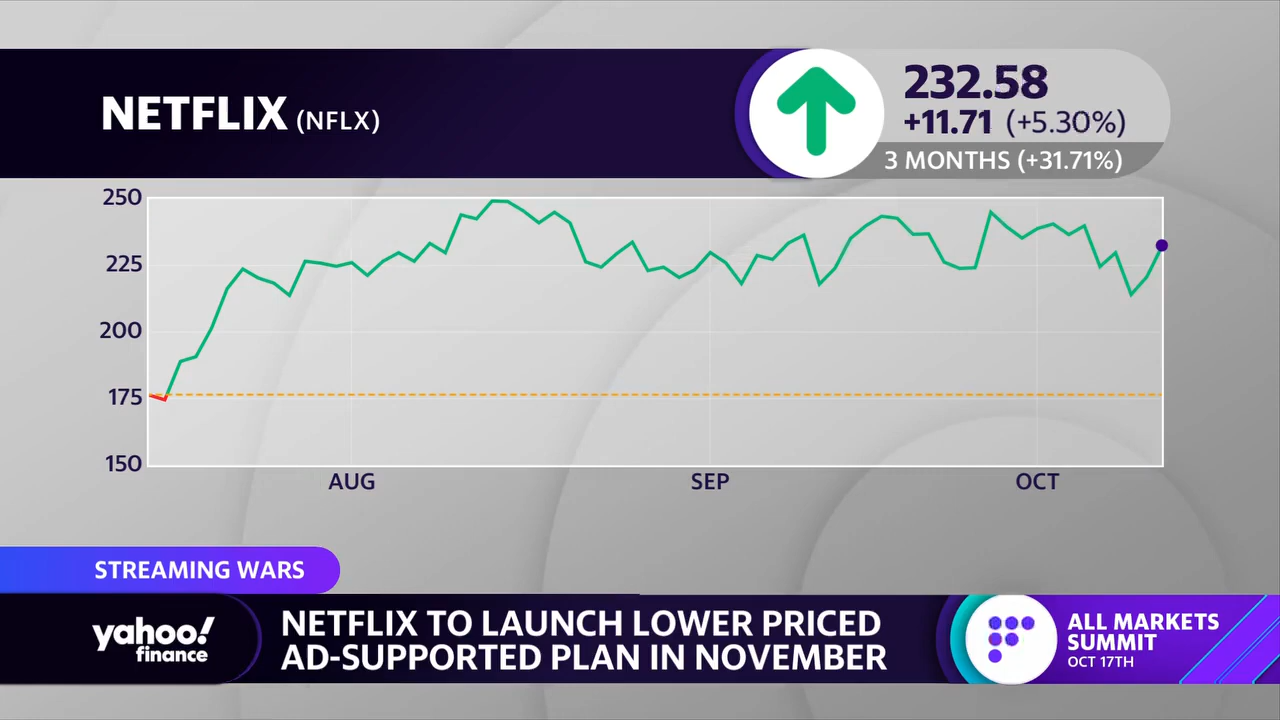 NETFLIX (NFLX)
232.58
+11.71 (+5.30%)
3 MONTHS (+31.71%)
250
225
200
175
150
AUG SEP OCT
STREAMING WARS
yahoo!
finance
NETFLIX TO LAUNCH LOWER PRICED
AD-SUPPORTED PLAN IN NOVEMBER
ALL MARKETS
SUMMIT
OCT 17TH